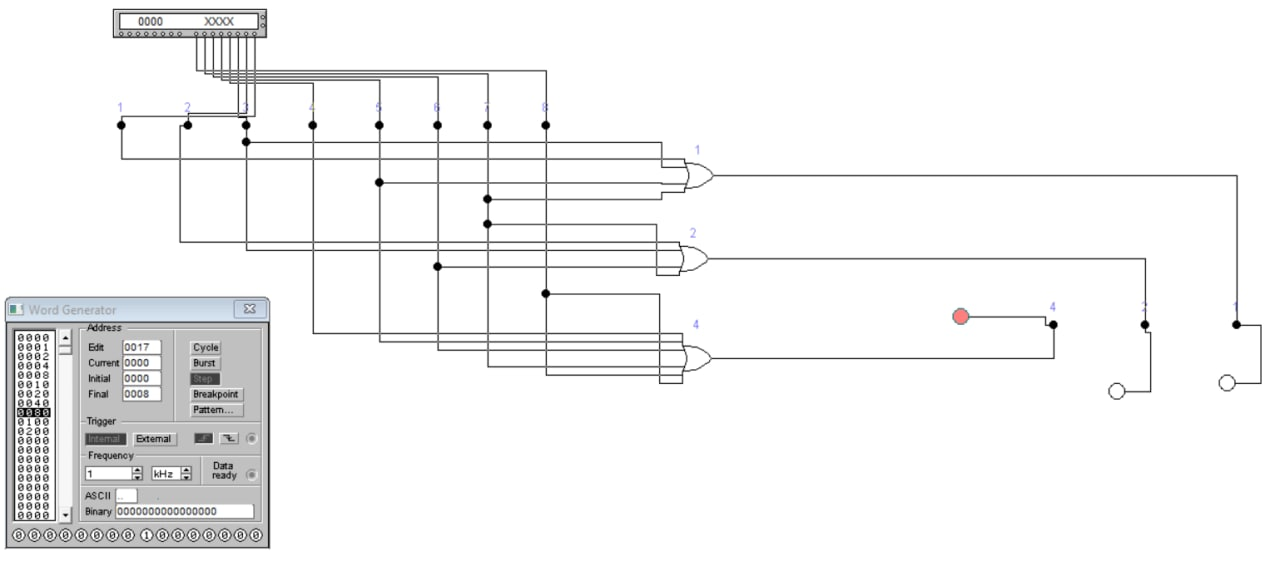 0000 XXXX
1 2 3 4 5 6 7 8
1
2
4
4 2 1
Word Generator
0000
0001
0002
0004
0008
0010
0020
0040
0080
0100
0200
0000
0000
0000
0000
0000
0000
0000
0000
0000
Address
Edit 0017 Cycle
Current 0000 Burst
Initial 0000 Step
Final 0008 Breakpoint
Pattern...
Trigger
Internal External
Frequency
1 kHz Data ready
ASCII ..   .
Binary 0000000000000000
0 0 0 0 0 0 0 0 1 0 0 0 0 0 0 0